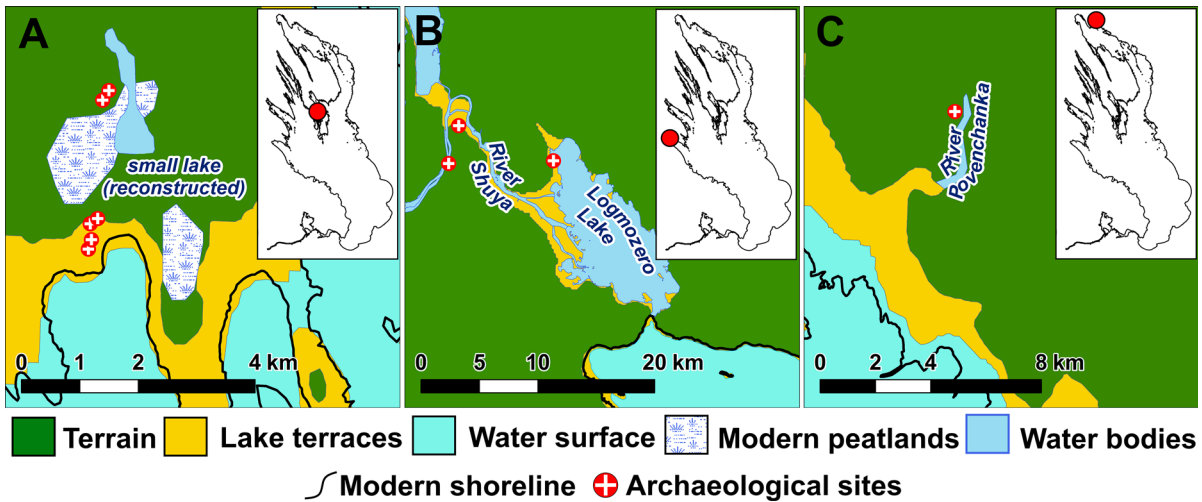 A
small lake
(reconstructed)
0 1 2 4 km
B
River
Shuya
Logmozero
Lake
0 5 10 20 km
C
River
Povenchanka
0 2 4 8 km
Terrain
Lake terraces
Water surface
Modern peatlands
Water bodies
Modern shoreline
Archaeological sites